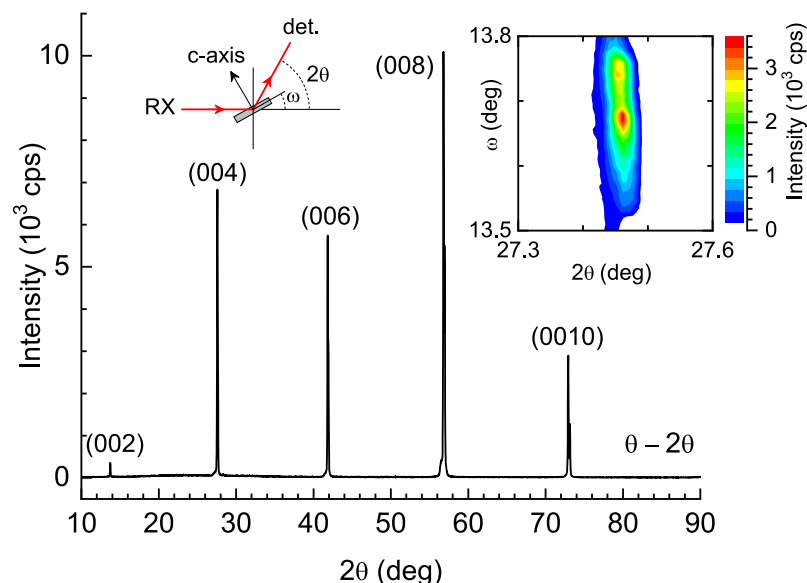 Intensity (10³ cps)
10
5
0
10 20 30 40 50 60 70 80 90
2θ (deg)
(002)
(004)
(006)
(008)
(0010)
θ – 2θ
det.
c-axis
2θ
RX
ω
13.8
ω (deg)
13.5
27.3 27.6
2θ (deg)
3
2
1
0
Intensity (10³ cps)